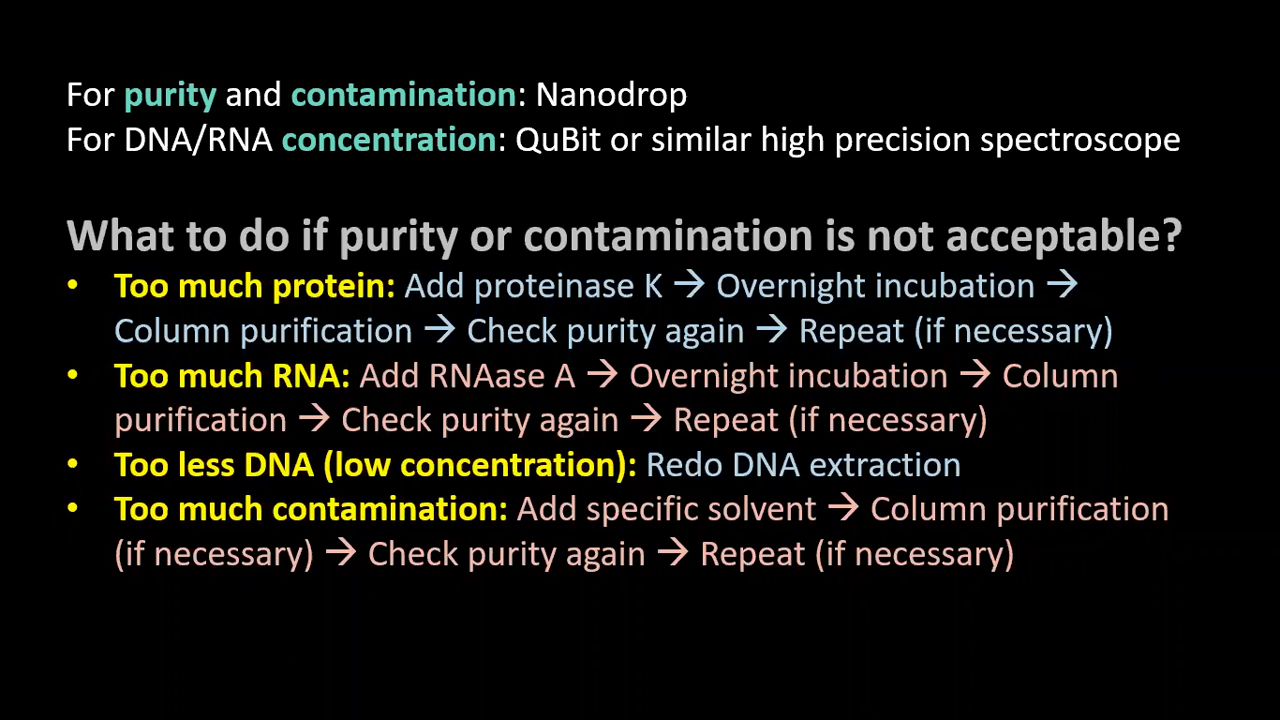 For purity and contamination: Nanodrop
For DNA/RNA concentration: QuBit or similar high precision spectroscope
What to do if purity or contamination is not acceptable?
• Too much protein: Add proteinase K → Overnight incubation →
Column purification → Check purity again → Repeat (if necessary)
• Too much RNA: Add RNAase A → Overnight incubation → Column
purification → Check purity again → Repeat (if necessary)
• Too less DNA (low concentration): Redo DNA extraction
• Too much contamination: Add specific solvent → Column purification
(if necessary) → Check purity again → Repeat (if necessary)